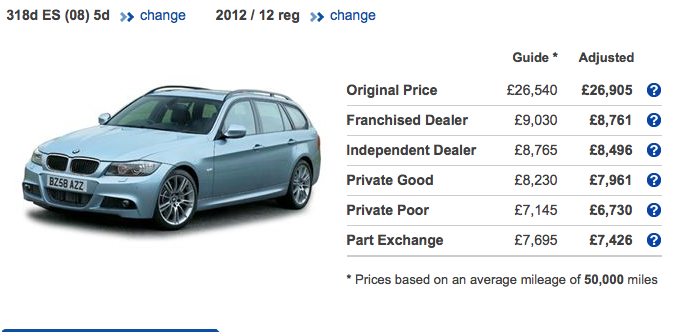 318d ES (08) 5d change 2012 / 12 reg change
Guide * Adjusted
Original Price £26,540 £26,905 ?
Franchised Dealer £9,030 £8,761 ?
Independent Dealer £8,765 £8,496 ?
Private Good £8,230 £7,961 ?
Private Poor £7,145 £6,730 ?
Part Exchange £7,695 £7,426 ?
BZ58 AZZ
* Prices based on an average mileage of 50,000 miles